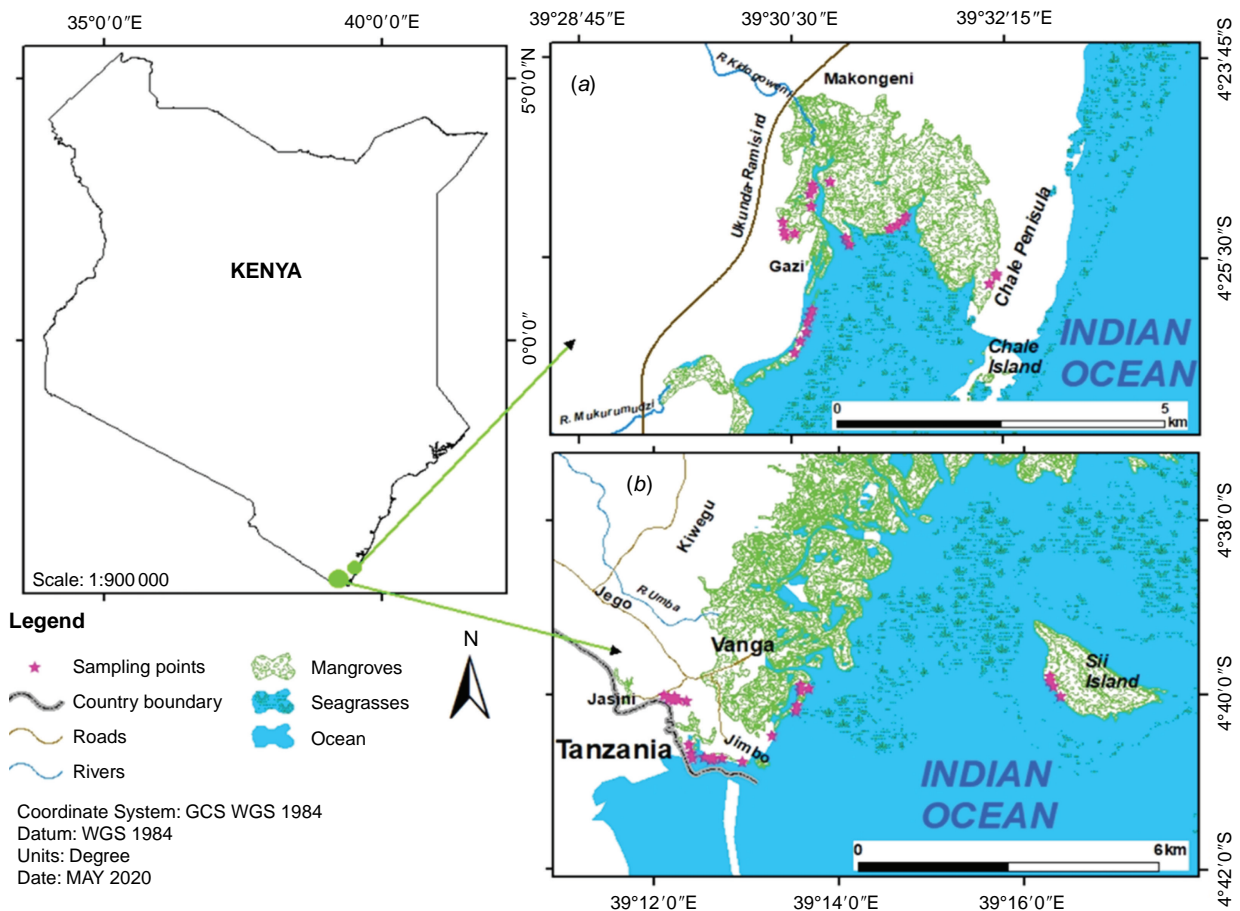 35°0′0″E
40°0′0″E
5°0′0″N
0°0′0″
KENYA
Scale: 1:900 000
Legend
Sampling points
Country boundary
Roads
Rivers
Mangroves
Seagrasses
Ocean
N
Coordinate System: GCS WGS 1984
Datum: WGS 1984
Units: Degree
Date: MAY 2020
39°28′45″E
39°30′30″E
39°32′15″E
4°23′45″S
4°25′30″S
(a)
R.Kidogoweni
Makongeni
Ukunda-Ramisi rd
Gazi
Chale Penisula
Chale
Island
INDIAN
OCEAN
R. Mukurumudzi
0
5
km
(b)
4°38′0″S
4°40′0″S
4°42′0″S
Kiwegu
Jego
R.Umba
Vanga
Jasini
Tanzania
Jimbo
Sii
Island
INDIAN
OCEAN
0
6 km
39°12′0″E
39°14′0″E
39°16′0″E